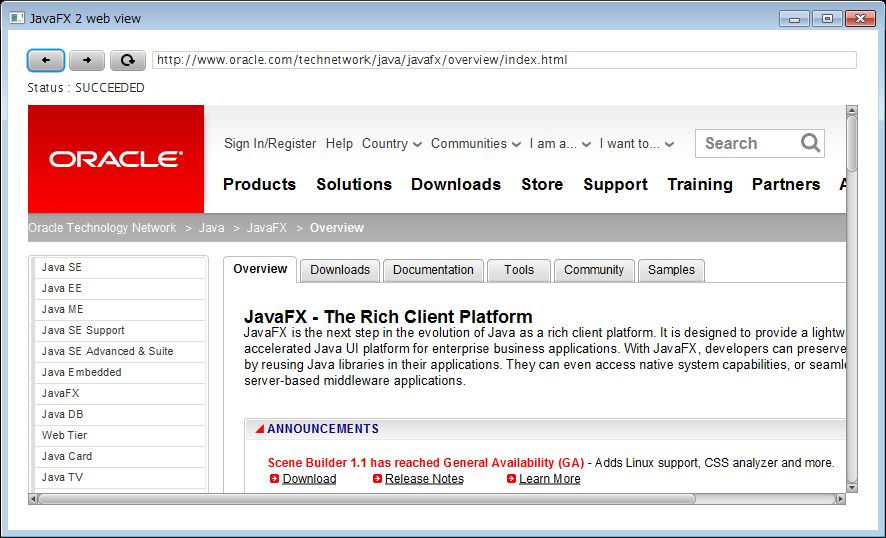 JavaFX 2 web view
http://www.oracle.com/technetwork/java/javafx/overview/index.html
Status : SUCCEEDED
ORACLE
Sign In/Register Help Country Communities I am a... I want to... Search
Products Solutions Downloads Store Support Training Partners A
Oracle Technology Network > Java > JavaFX > Overview
Java SE
Java EE
Java ME
Java SE Support
Java SE Advanced & Suite
Java Embedded
JavaFX
Java DB
Web Tier
Java Card
Java TV
Overview Downloads Documentation Tools Community Samples
JavaFX - The Rich Client Platform
JavaFX is the next step in the evolution of Java as a rich client platform. It is designed to provide a lightw
accelerated Java UI platform for enterprise business applications. With JavaFX, developers can preserve
by reusing Java libraries in their applications. They can even access native system capabilities, or seaml
server-based middleware applications.
ANNOUNCEMENTS
Scene Builder 1.1 has reached General Availability (GA) - Adds Linux support, CSS analyzer and more.
Download Release Notes Learn More